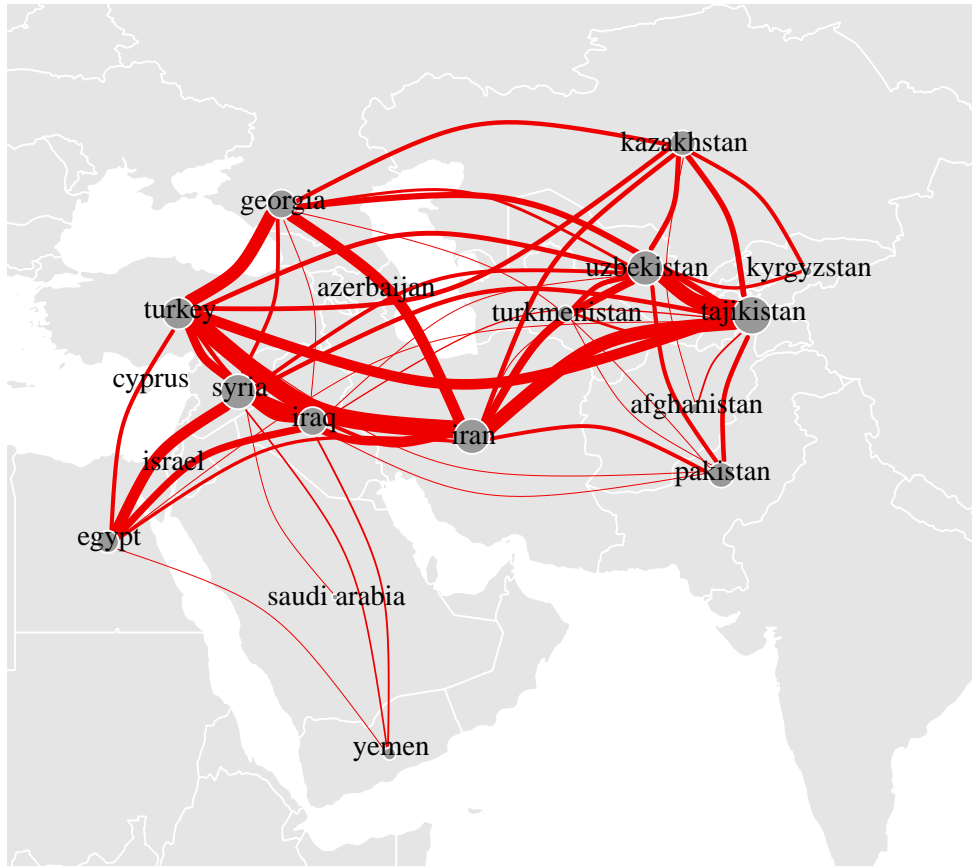 kazakhstan
georgia
uzbekistan
kyrgyzstan
azerbaijan
turkey
turkmenistan
tajikistan
cyprus
syria
afghanistan
iraq
iran
israel
pakistan
egypt
saudi arabia
yemen